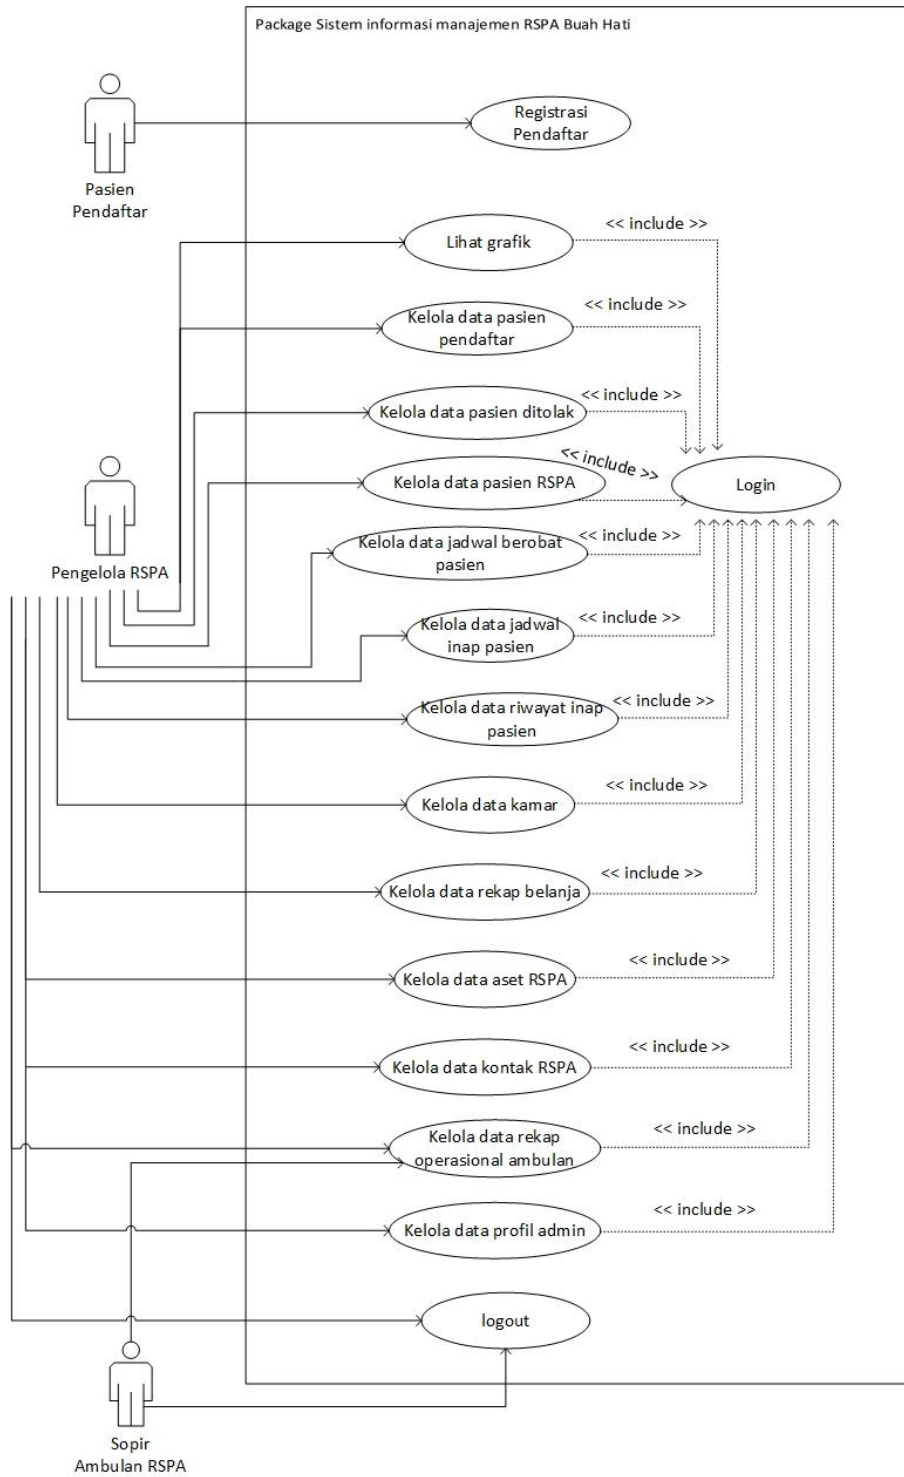 Package Sistem informasi manajemen RSPA Buah Hati
Registrasi
Pendaftar
Pasien
Pendaftar
<< include >>
Lihat grafik
<< include >>
Kelola data pasien
pendaftar
<< include >>
Kelola data pasien ditolak
<< include >>
Kelola data pasien RSPA
Login
<< include >>
Kelola data jadwal berobat
pasien
Pengelola RSPA
<< include >>
Kelola data jadwal
inap pasien
<< include >>
Kelola data riwayat inap
pasien
<< include >>
Kelola data kamar
<< include >>
Kelola data rekap belanja
<< include >>
Kelola data aset RSPA
<< include >>
Kelola data kontak RSPA
<< include >>
Kelola data rekap
operasional ambulan
<< include >>
Kelola data profil admin
logout
Sopir
Ambulan RSPA